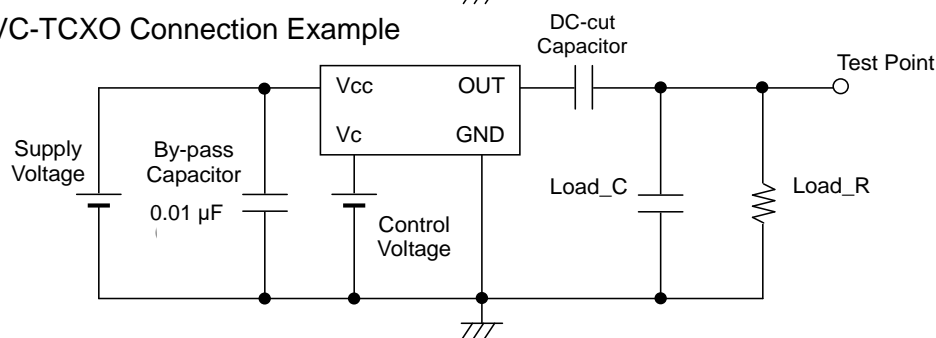 VC-TCXO Connection Example
DC-cut
Capacitor
Test Point
Vcc
OUT
Vc
GND
Supply
Voltage
By-pass
Capacitor
0.01 µF
Control
Voltage
Load_C
Load_R